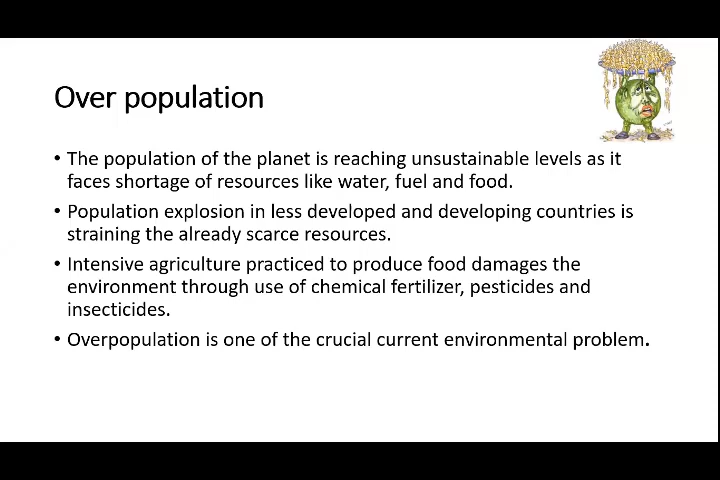 Over population
• The population of the planet is reaching unsustainable levels as it
faces shortage of resources like water, fuel and food.
• Population explosion in less developed and developing countries is
straining the already scarce resources.
• Intensive agriculture practiced to produce food damages the
environment through use of chemical fertilizer, pesticides and
insecticides.
• Overpopulation is one of the crucial current environmental problem.